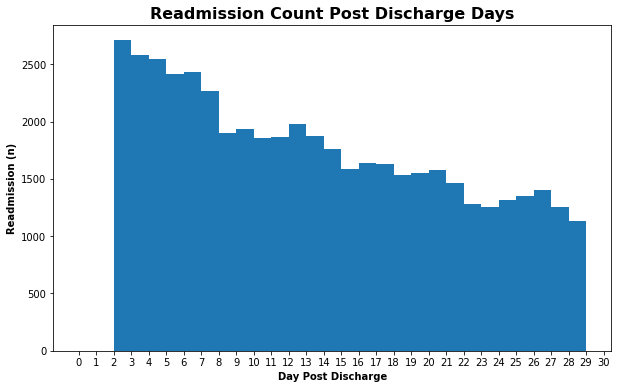 Readmission Count Post Discharge Days
Readmission (n)
2500
2000
1500
1000
500
0
0 1 2 3 4 5 6 7 8 9 10 11 12 13 14 15 16 17 18 19 20 21 22 23 24 25 26 27 28 29 30
Day Post Discharge